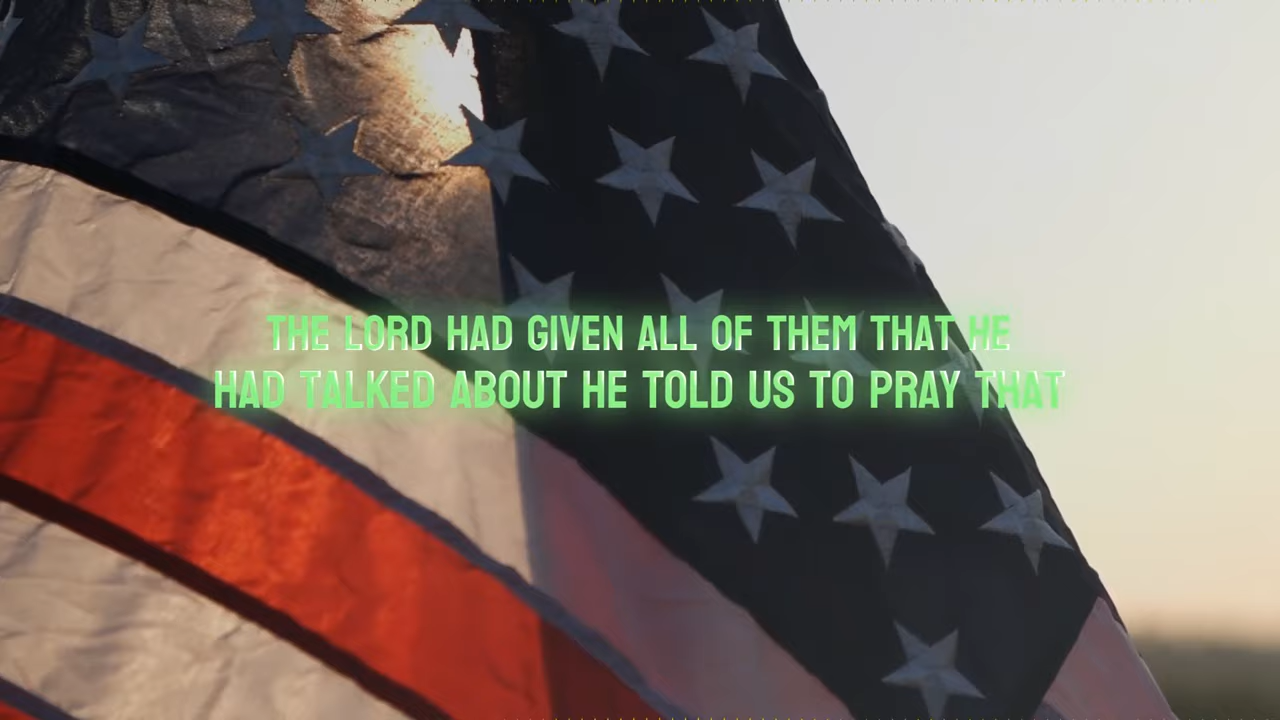 THE LORD HAD GIVEN ALL OF THEM THAT HE
HAD TALKED ABOUT HE TOLD US TO PRAY THAT